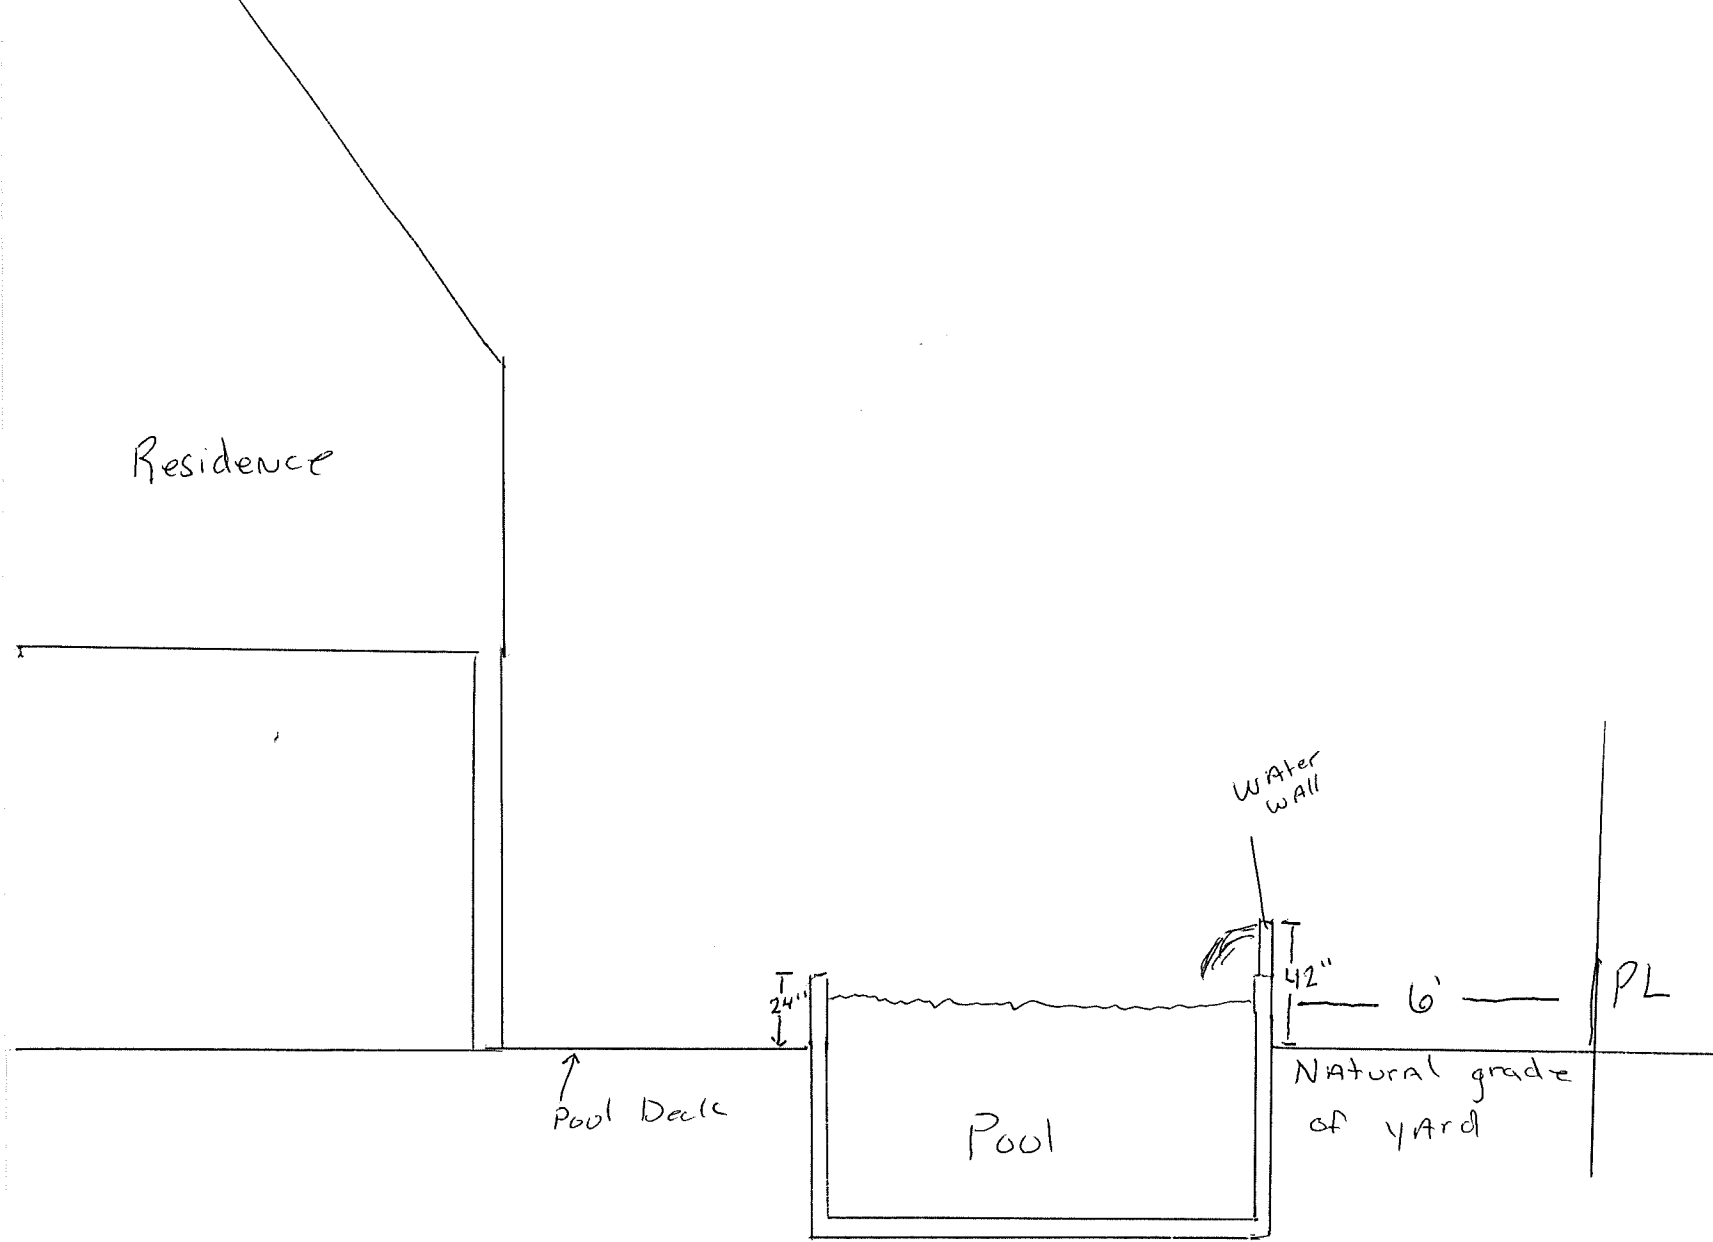 Residence
Water
Wall
24"
42"
6'
PL
Natural grade
of yard
Pool Deck
Pool